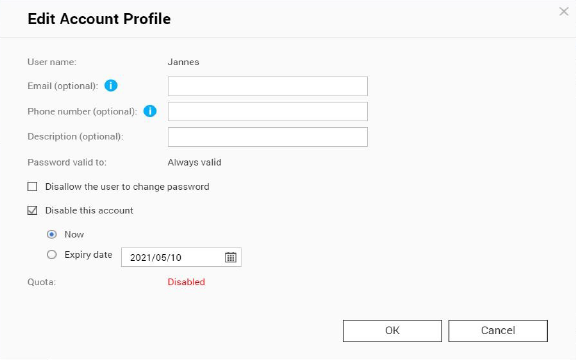 Edit Account Profile
User name: Jannes
Email (optional):
Phone number (optional):
Description (optional):
Password valid to: Always valid
Disallow the user to change password
Disable this account
Now
Expiry date 2021/05/10
Quota: Disabled
OK Cancel